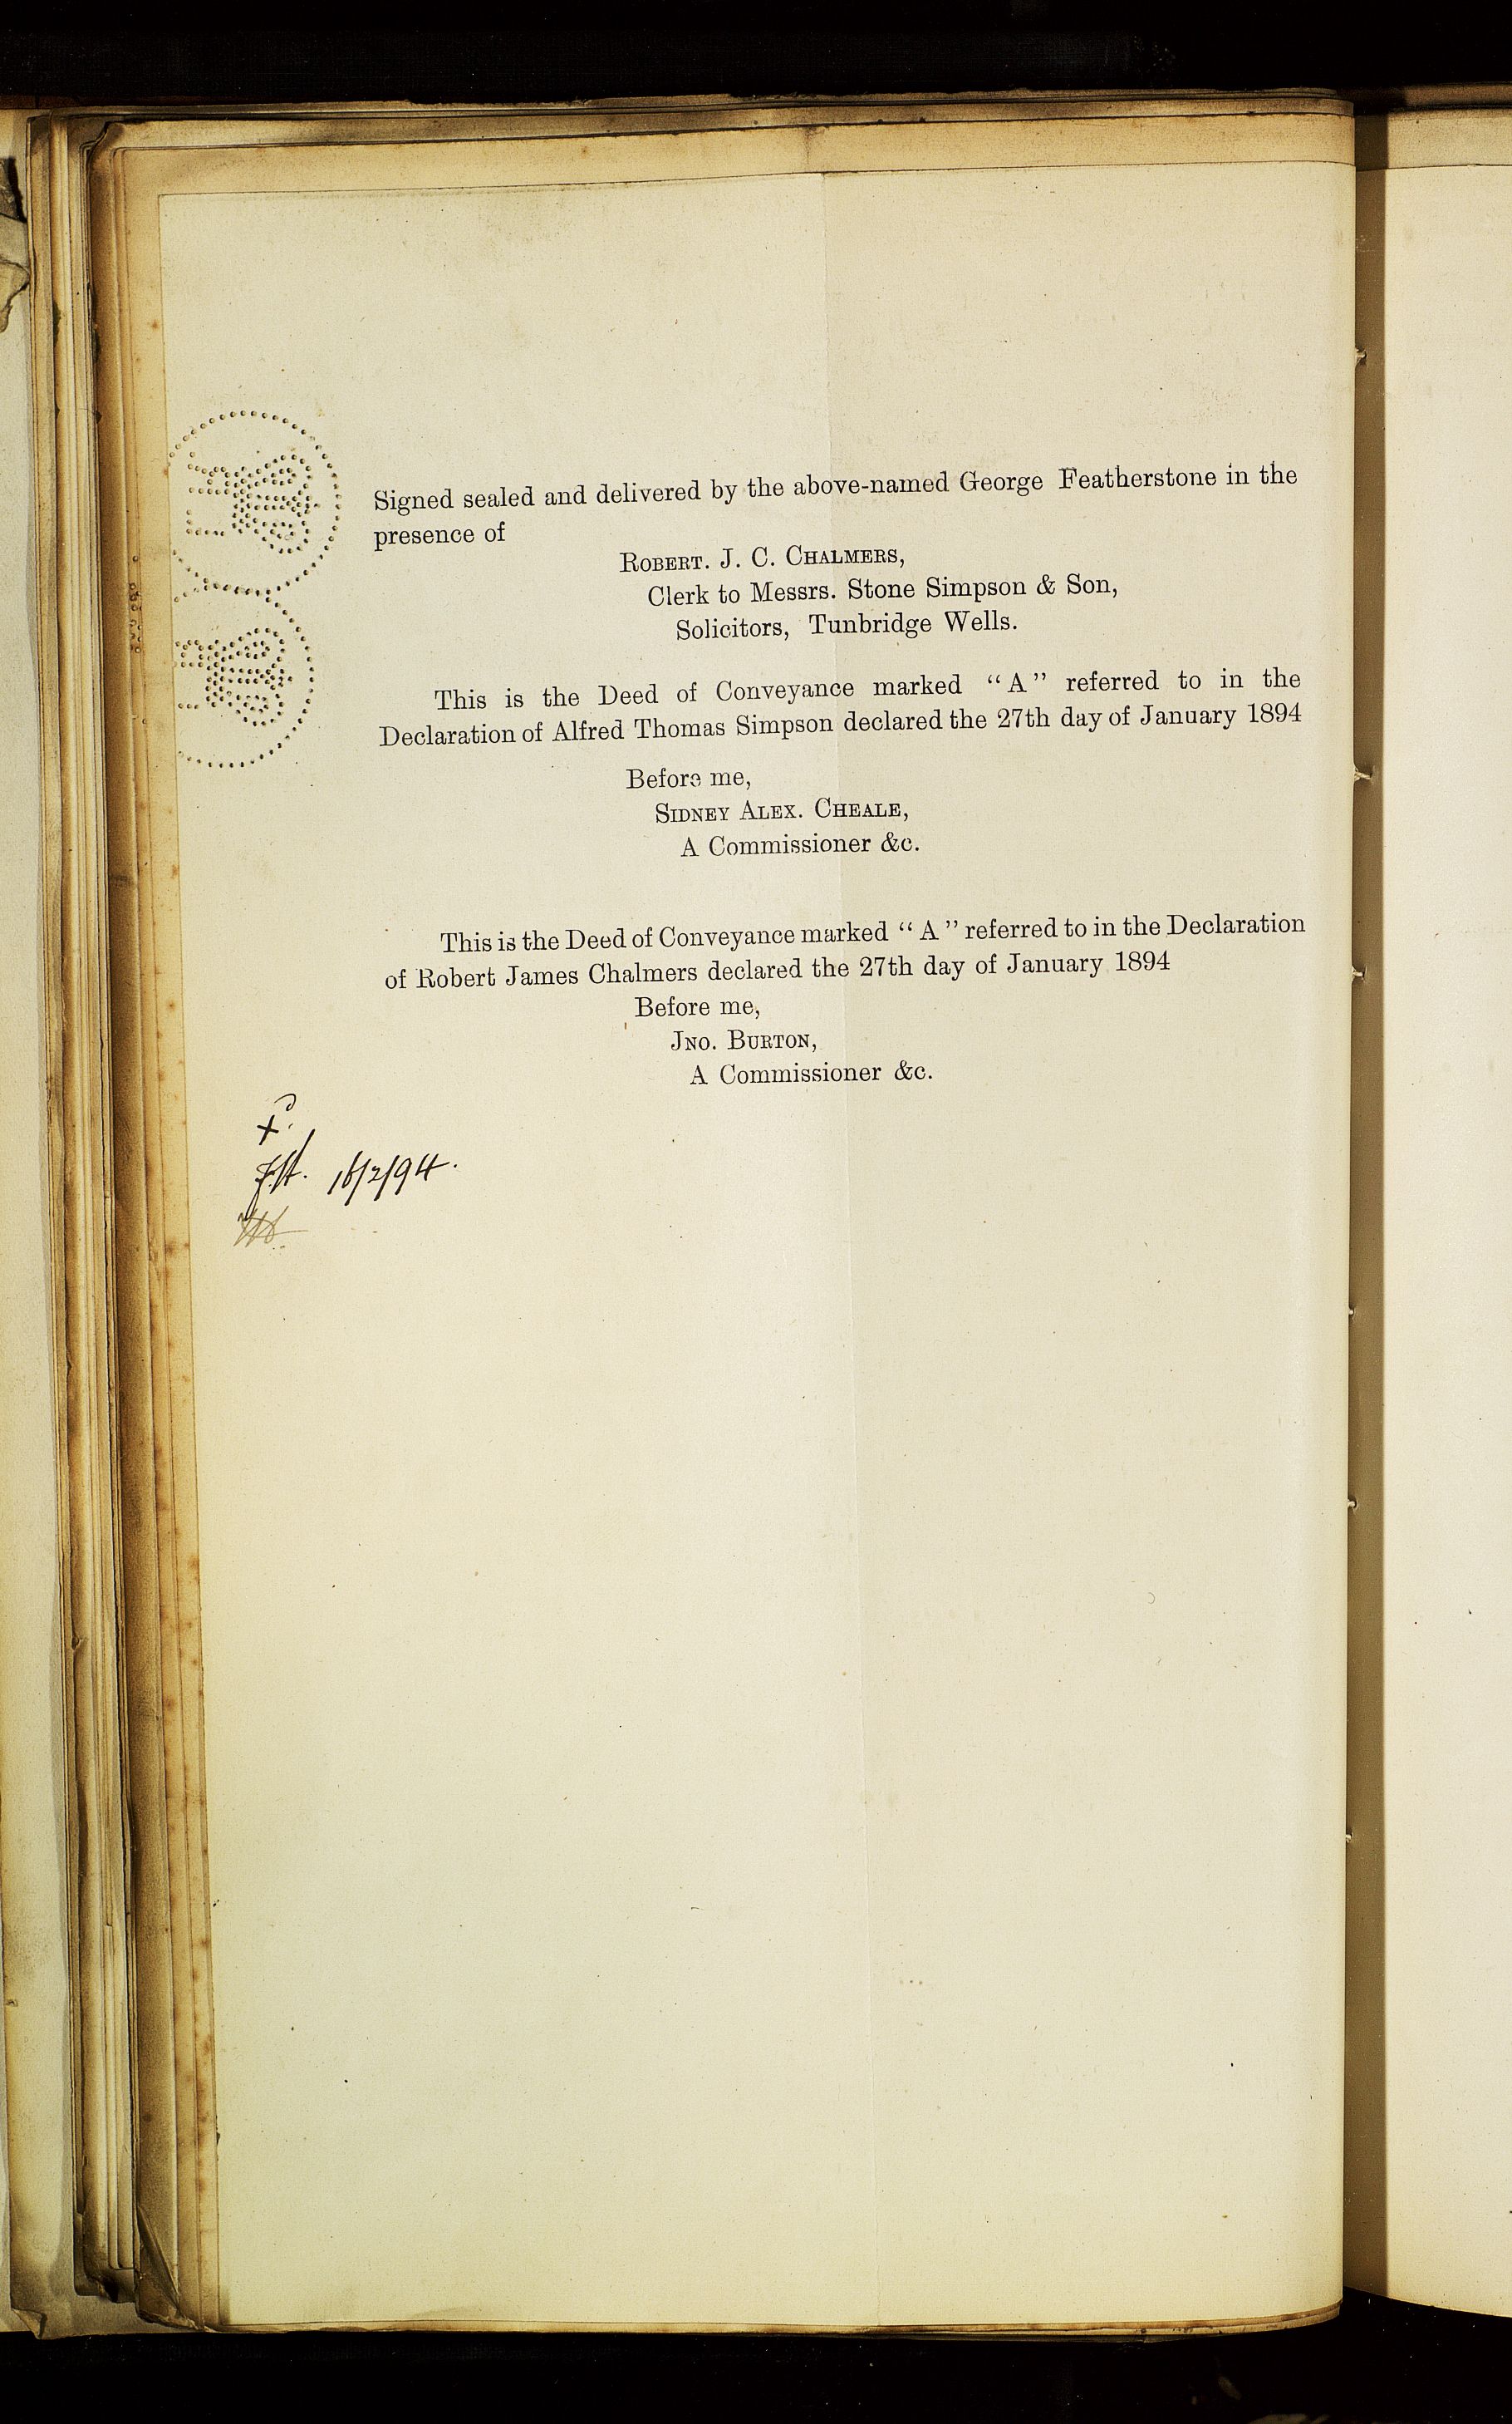 Signed sealed and delivered by the above-named George Featherstone in the
presence of
ROBERT. J. C. CHALMERS,
Clerk to Messrs. Stone Simpson & Son,
Solicitors, Tunbridge Wells.
This is the Deed of Conveyance marked “A” referred to in the
Declaration of Alfred Thomas Simpson declared the 27th day of January 1894
Before me,
SIDNEY ALEX. CHEALE,
A Commissioner &c.
This is the Deed of Conveyance marked “A” referred to in the Declaration
of Robert James Chalmers declared the 27th day of January 1894
Before me,
JNO. BURTON,
A Commissioner &c.
16/2/94.